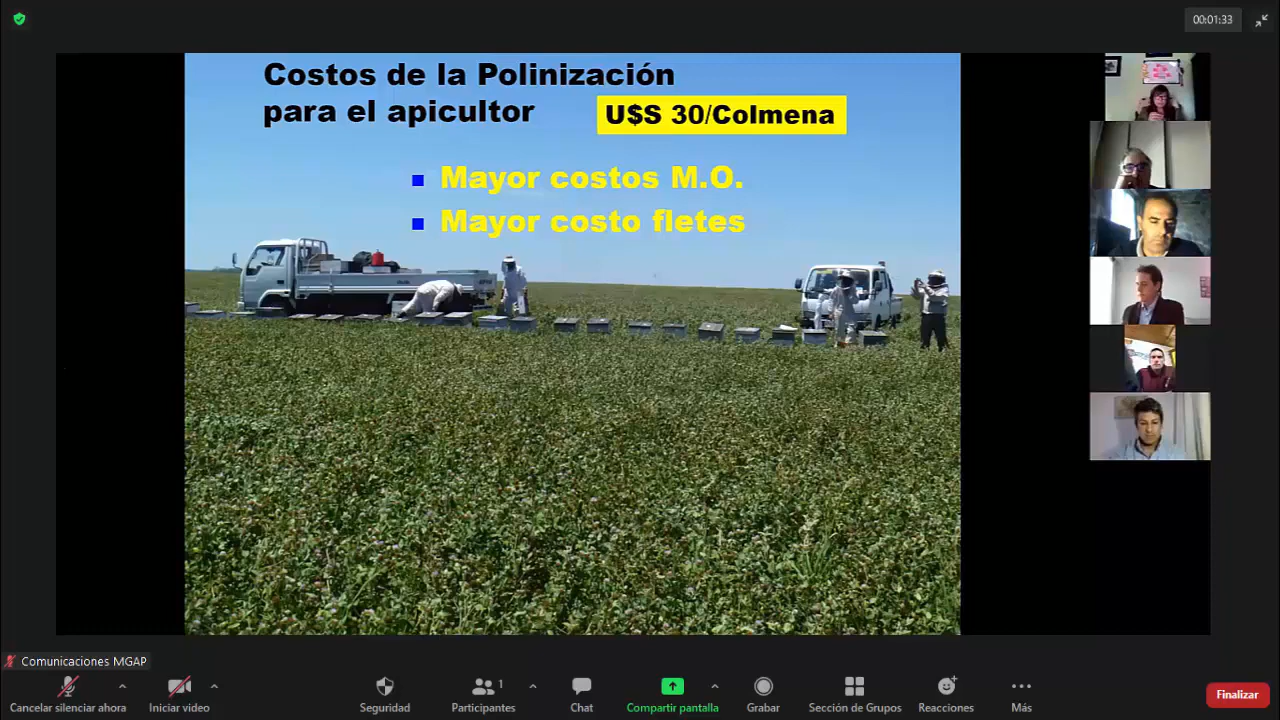 00:01:33
Costos de la Polinización
para el apicultor
U$S 30/Colmena
Mayor costos M.O.
Mayor costo fletes
Comunicaciones MGAP
Cancelar silenciar ahora
Iniciar video
Seguridad
1
Participantes
Chat
Compartir pantalla
Grabar
Sección de Grupos
Reacciones
Más
Finalizar